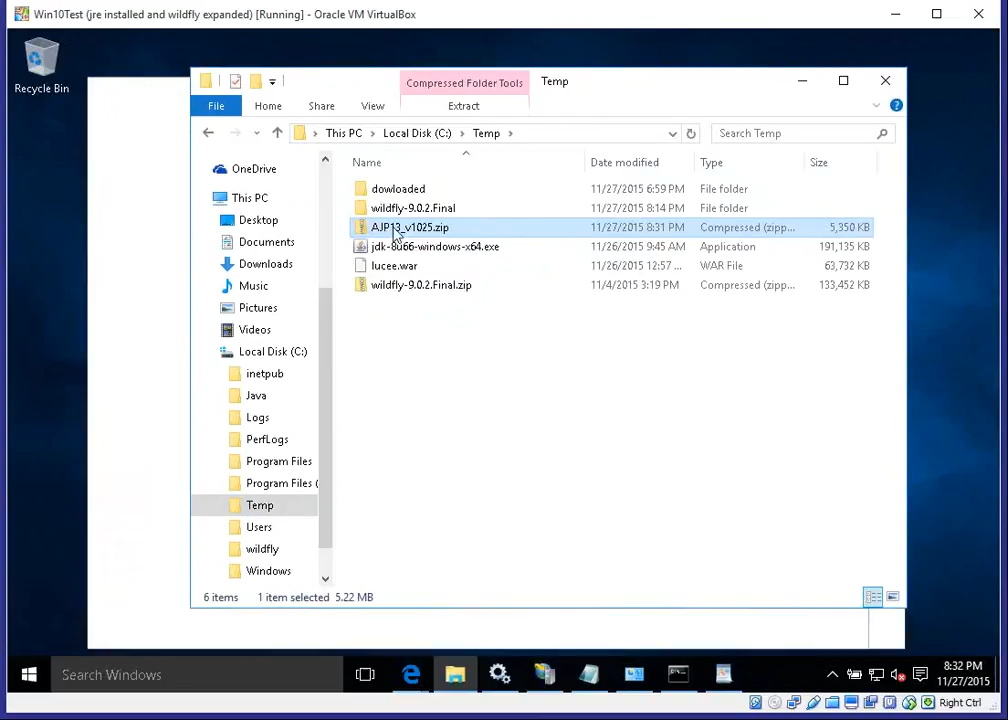 Win10Test (jre installed and wildfly expanded) [Running] - Oracle VM VirtualBox
Recycle Bin
Compressed Folder Tools
Temp
File
Home
Share
View
Extract
This PC
Local Disk (C:)
Temp
Search Temp
Name
Date modified
Type
Size
dowloaded 11/27/2015 6:59 PM File folder
wildfly-9.0.2.Final 11/27/2015 8:14 PM File folder
AJP13_v1025.zip 11/27/2015 8:31 PM Compressed (zipp... 5,350 KB
jdk-8u66-windows-x64.exe 11/26/2015 9:45 AM Application 191,135 KB
lucee.war 11/26/2015 12:57 ... WAR File 63,732 KB
wildfly-9.0.2.Final.zip 11/4/2015 3:19 PM Compressed (zipp... 133,452 KB
OneDrive
This PC
Desktop
Documents
Downloads
Music
Pictures
Videos
Local Disk (C:)
inetpub
Java
Logs
PerfLogs
Program Files
Program Files (
Temp
Users
wildfly
Windows
6 items 1 item selected 5.22 MB
Search Windows
8:32 PM
11/27/2015
Right Ctrl